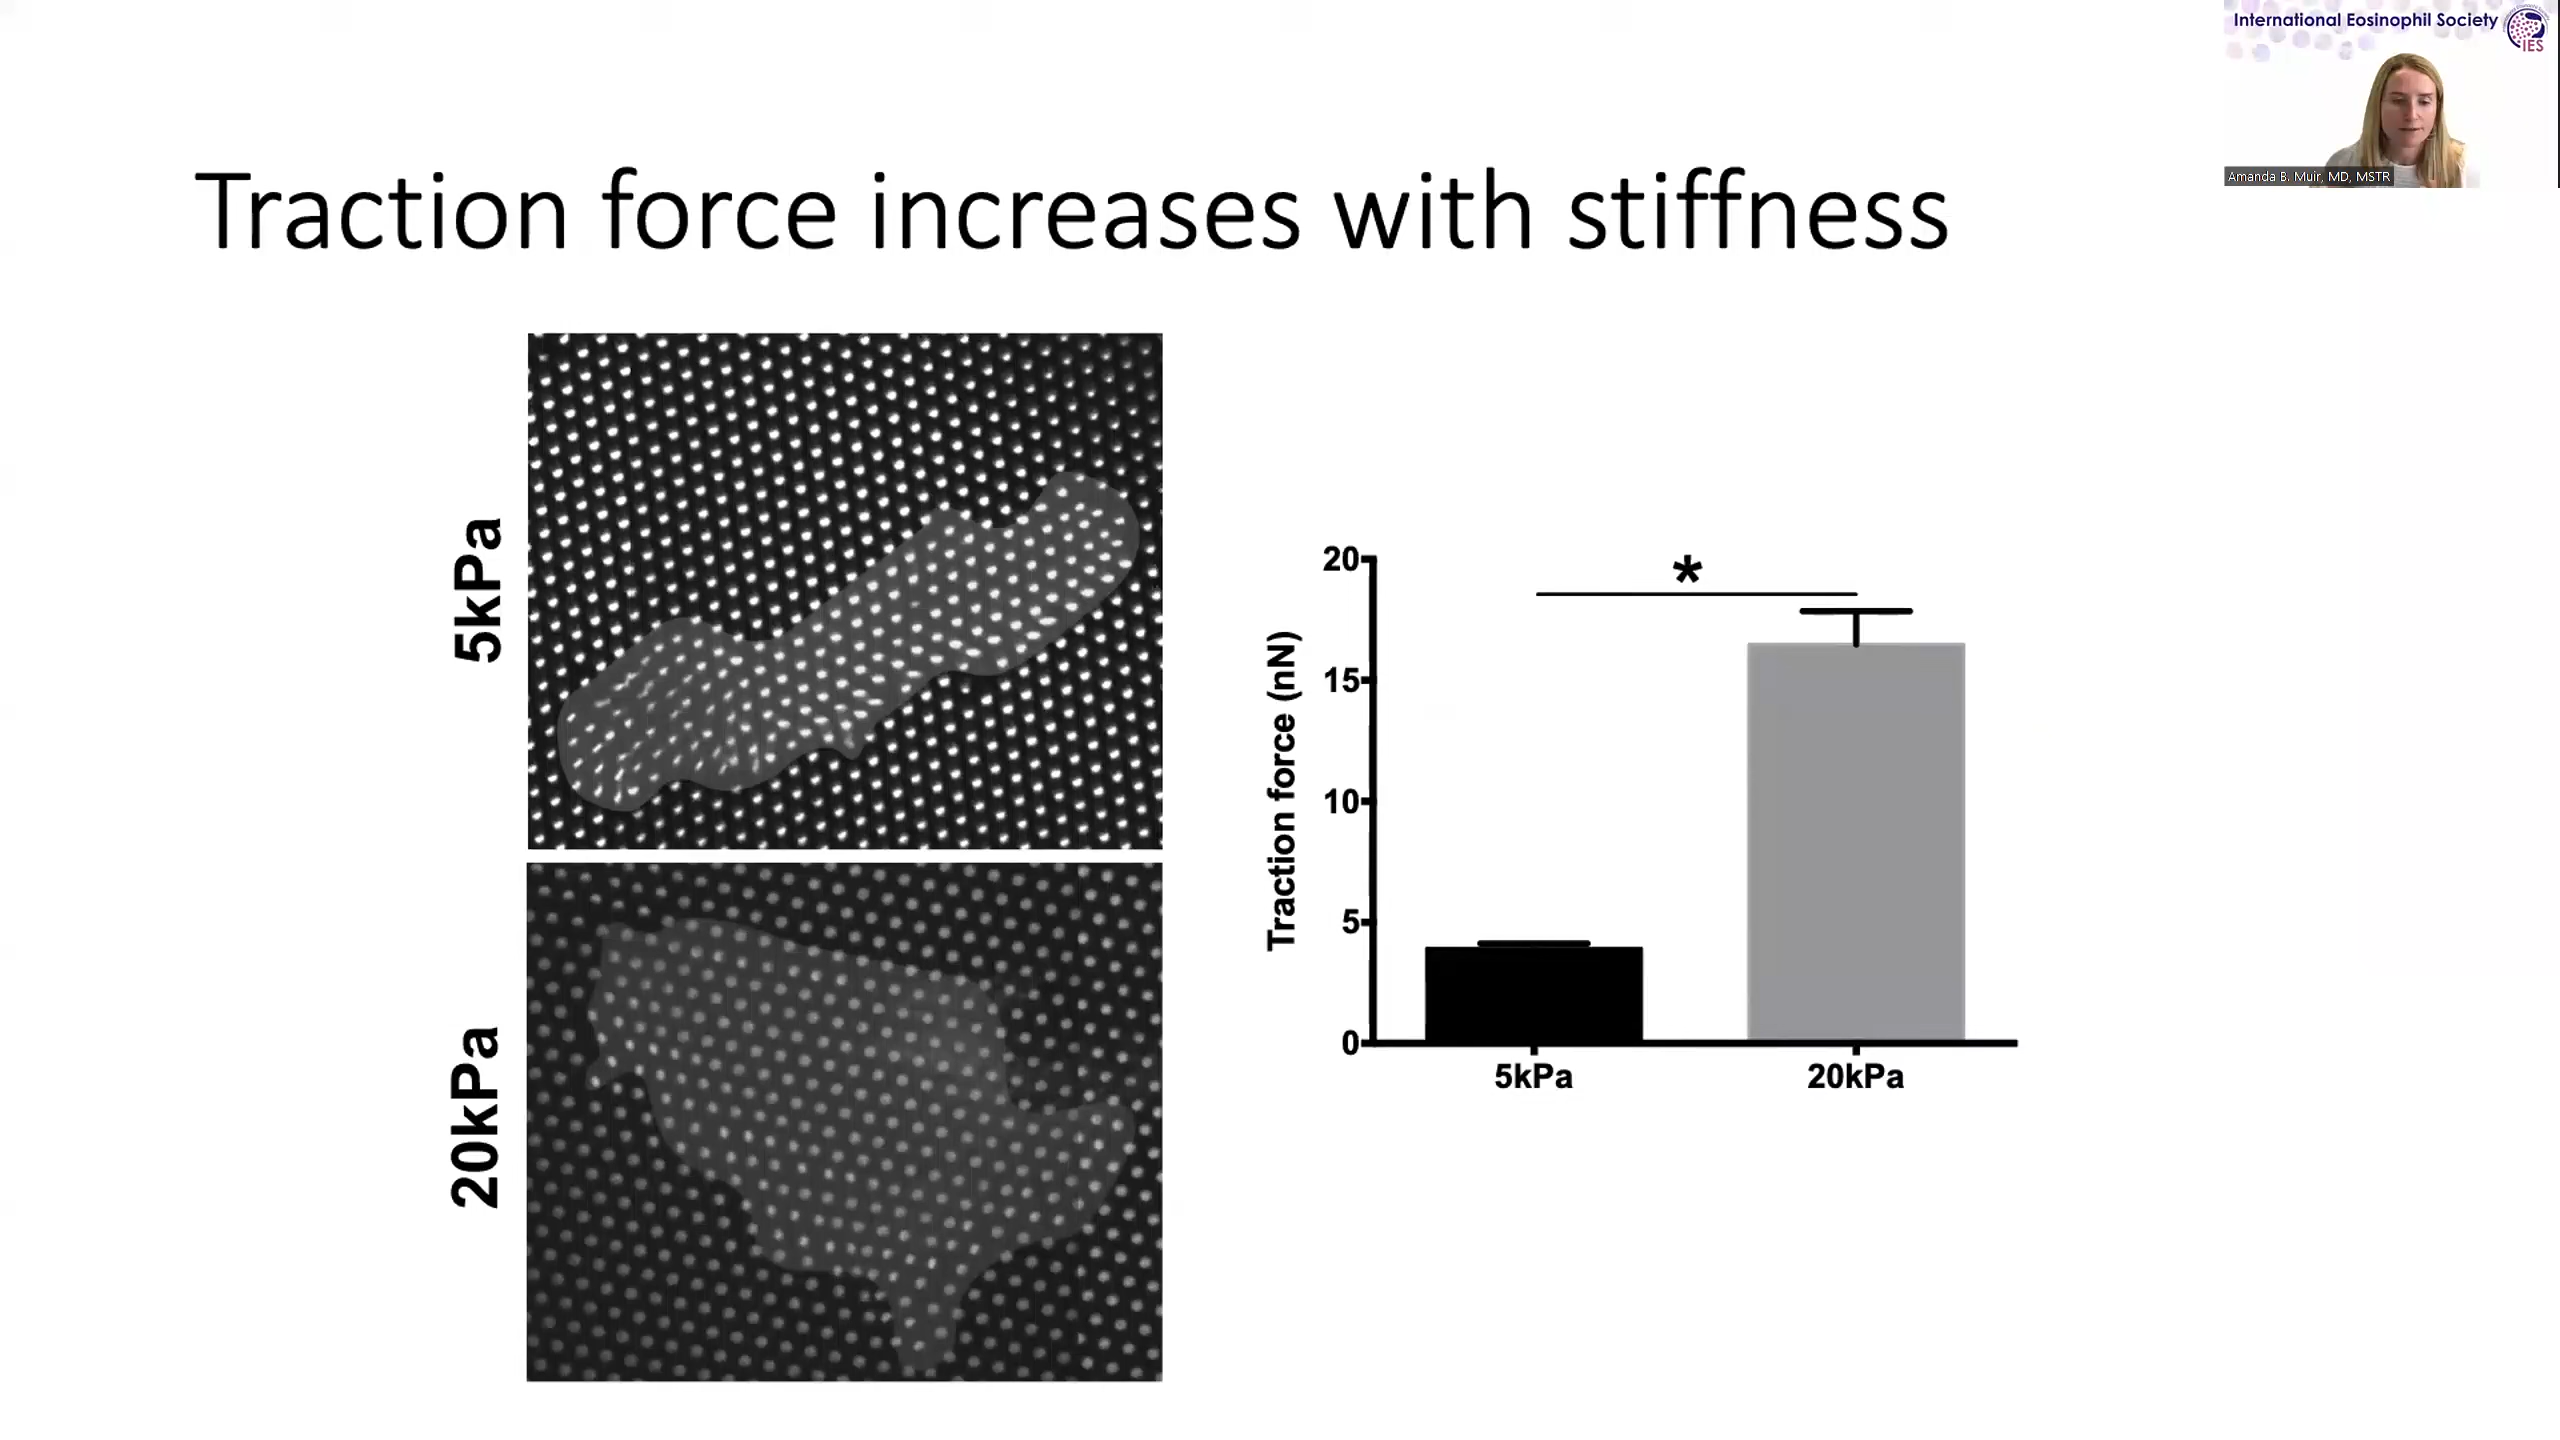 International Eosinophil Society
IES
Amanda B. Muir, MD, MSTR
Traction force increases with stiffness
5kPa
20kPa
Traction force (nN)
20
15
10
5
0
*
5kPa
20kPa